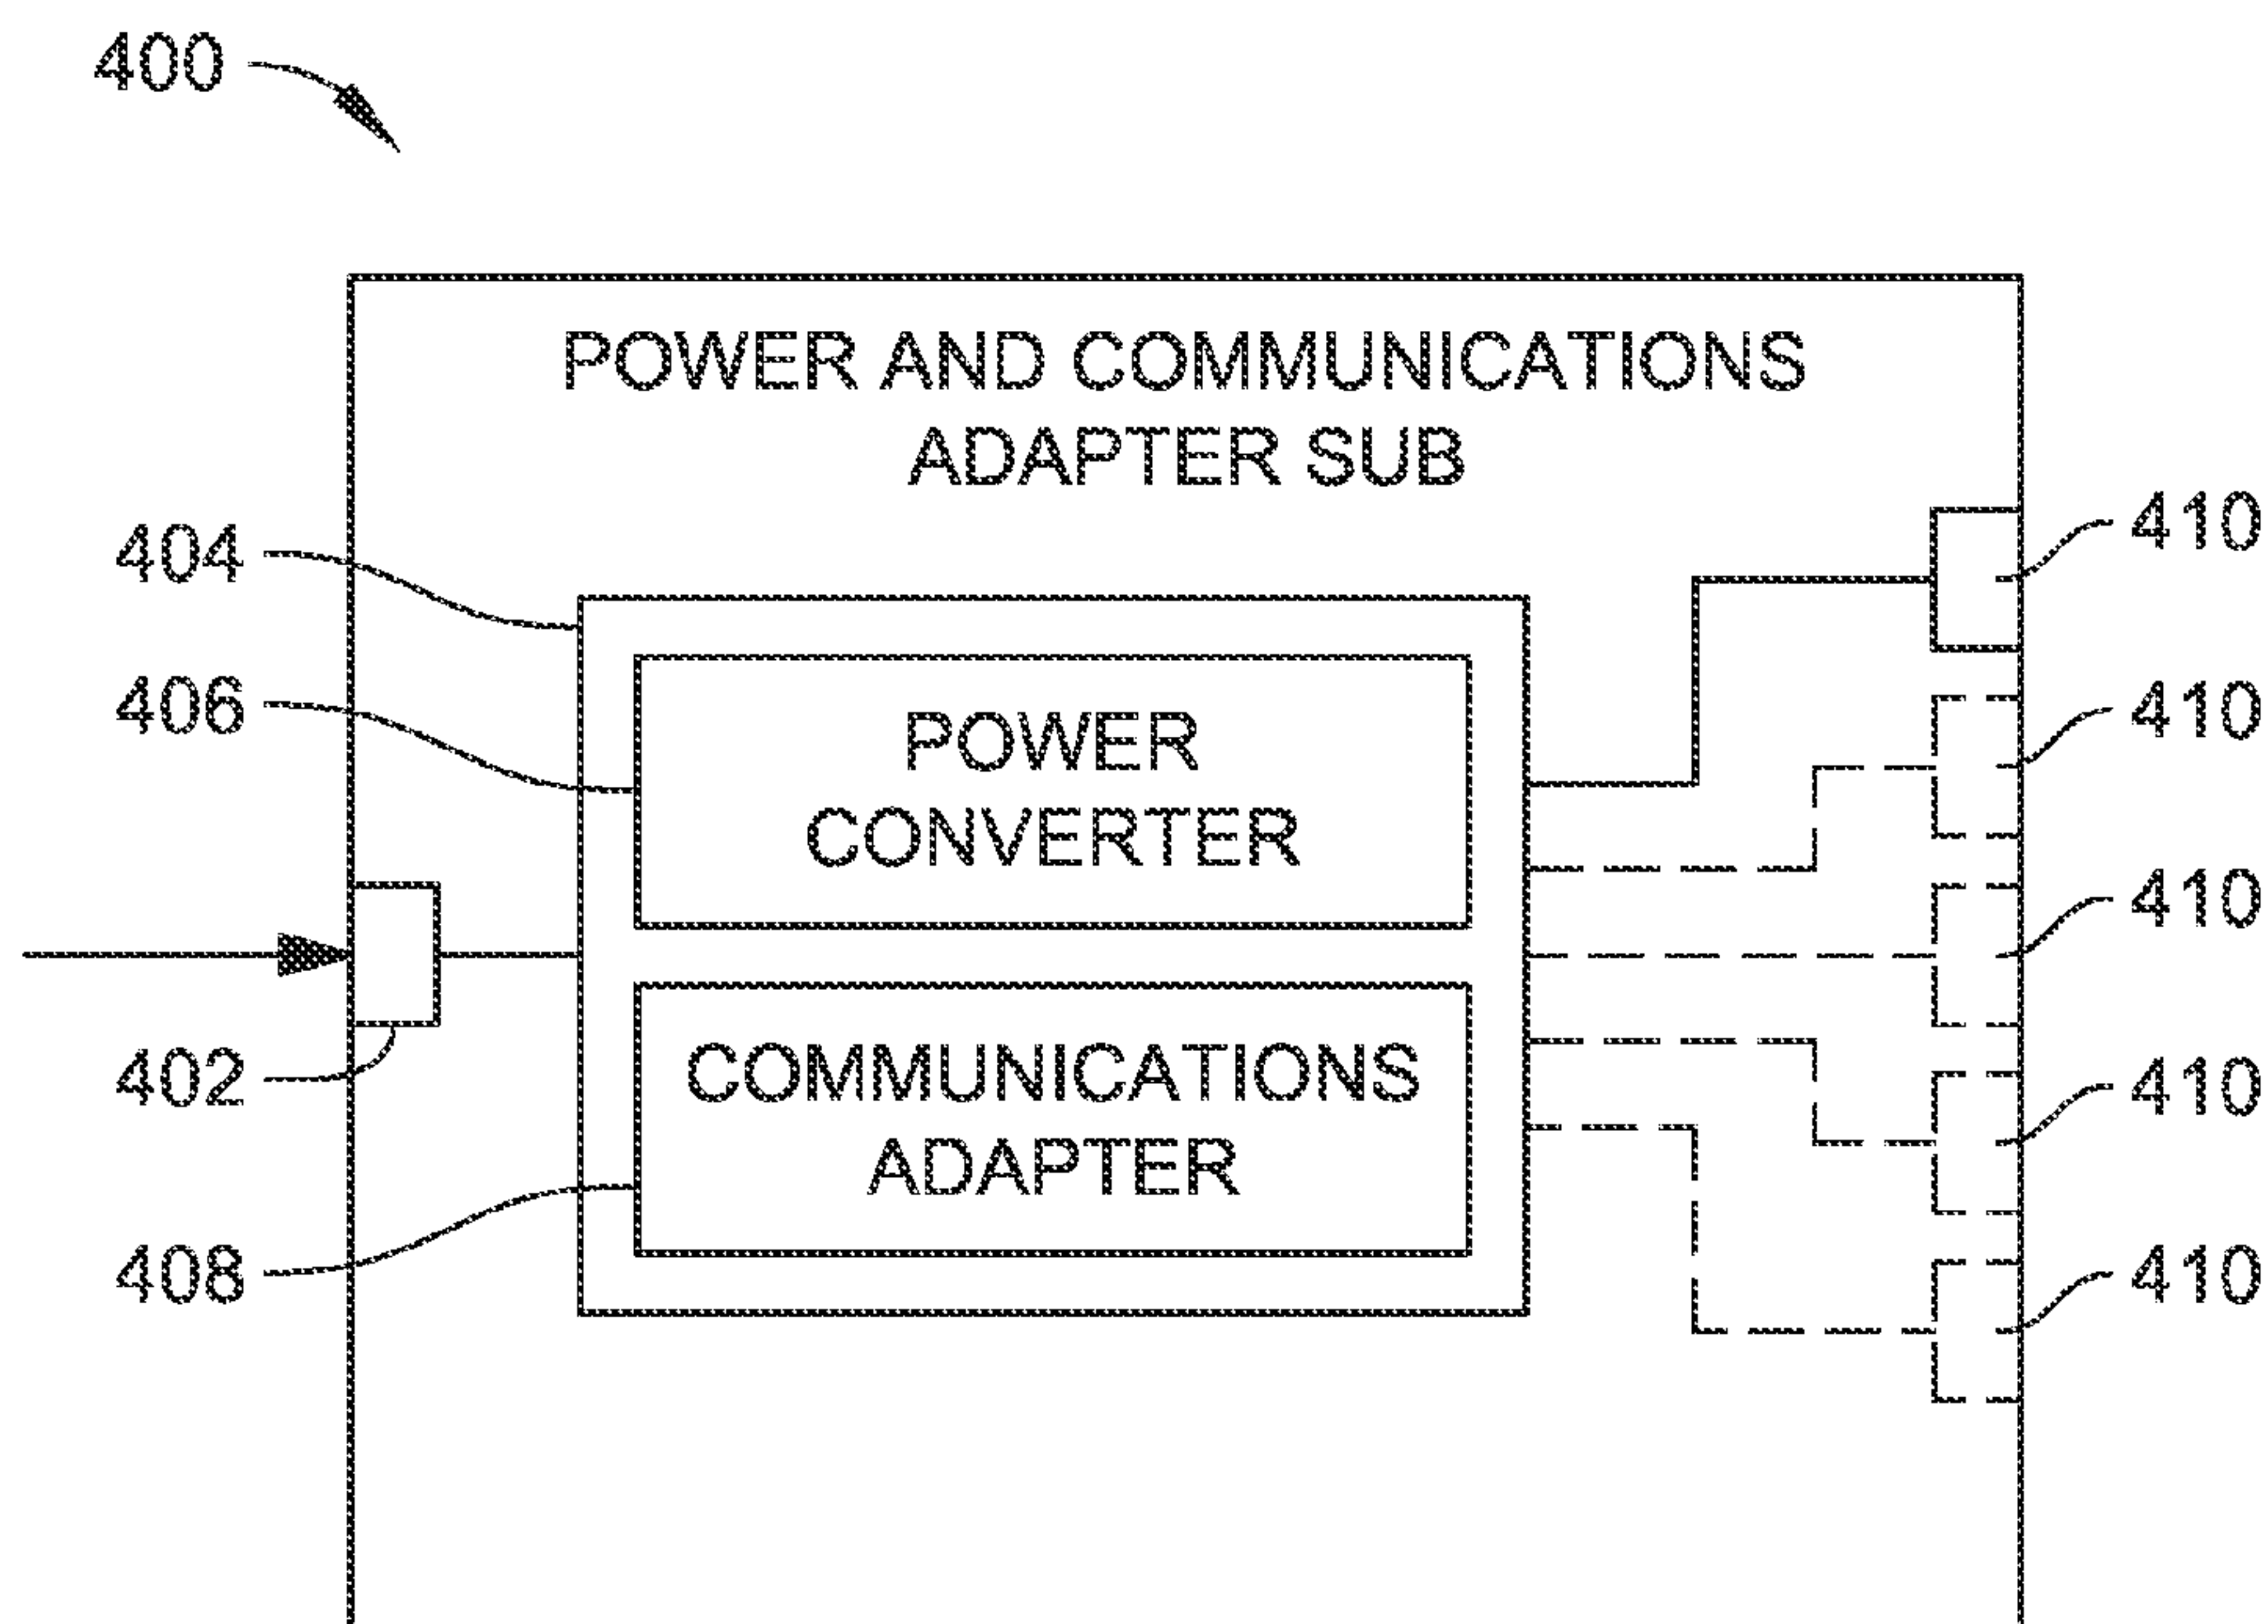 400
POWER AND COMMUNICATIONS
ADAPTER SUB
404
410
406
POWER
CONVERTER
410
410
402
COMMUNICATIONS
ADAPTER
410
408
410